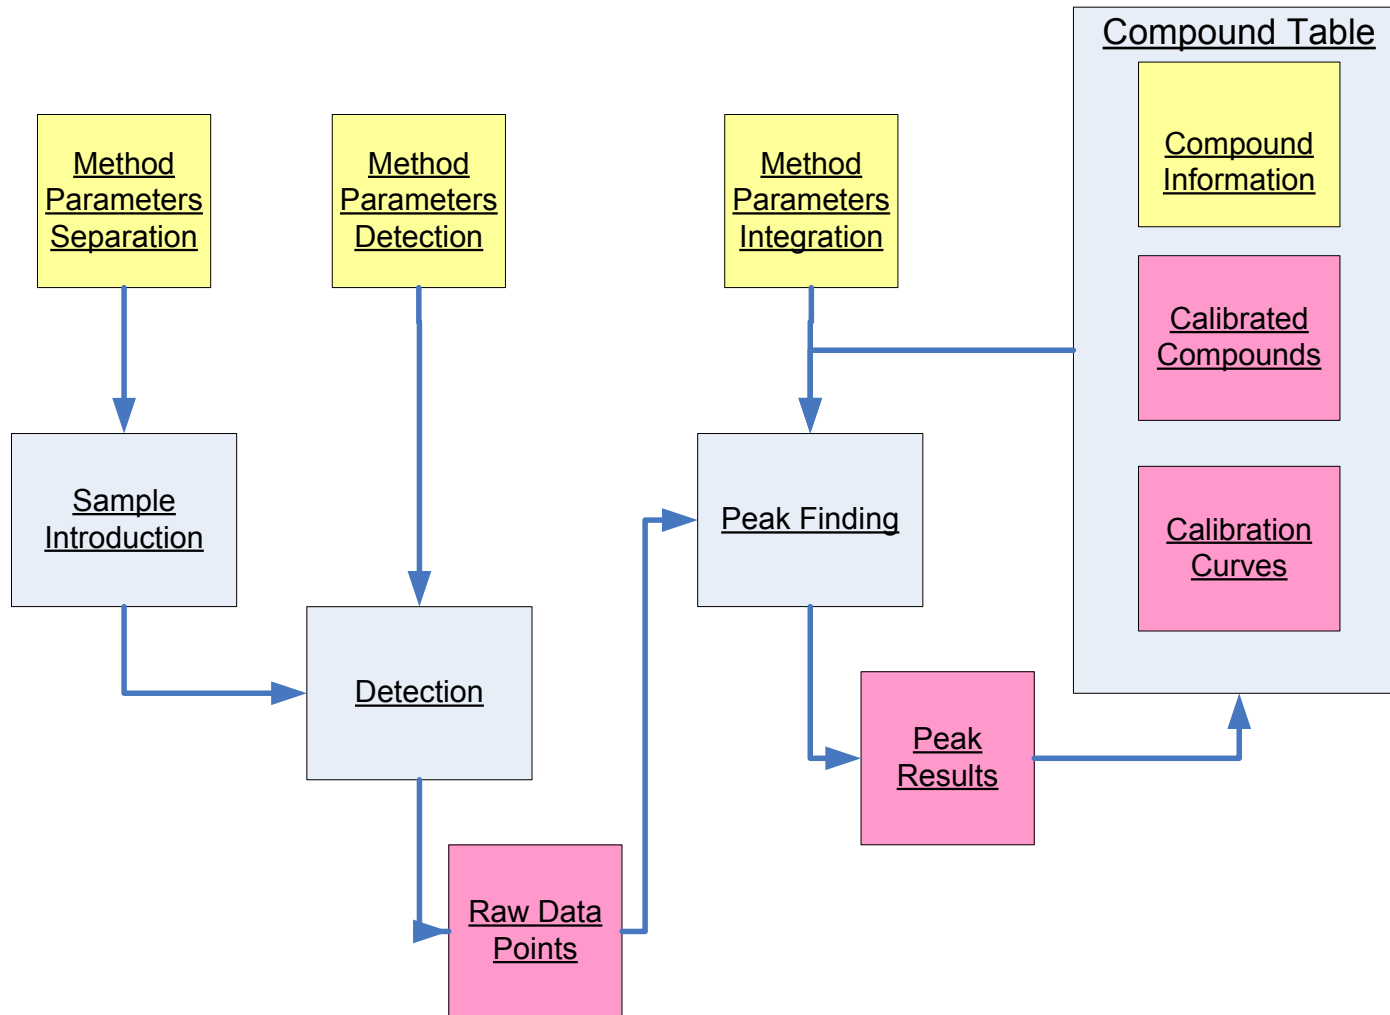 Compound Table
Compound
Information
Method
Parameters
Separation
Method
Parameters
Detection
Method
Parameters
Integration
Calibrated
Compounds
Sample
Introduction
Peak Finding
Calibration
Curves
Detection
Peak
Results
Raw Data
Points